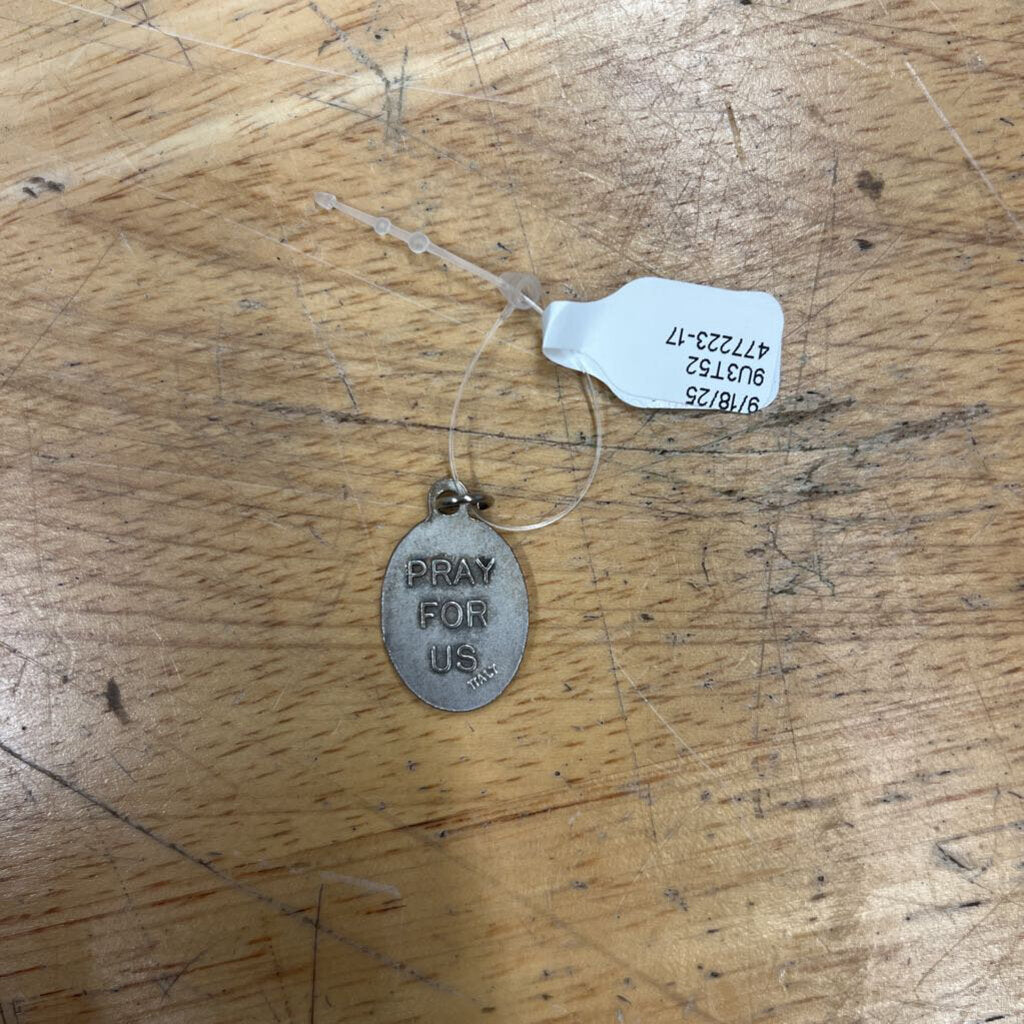 9/18/25
9U3T52
477223-17
PRAY
FOR
US
ITALY